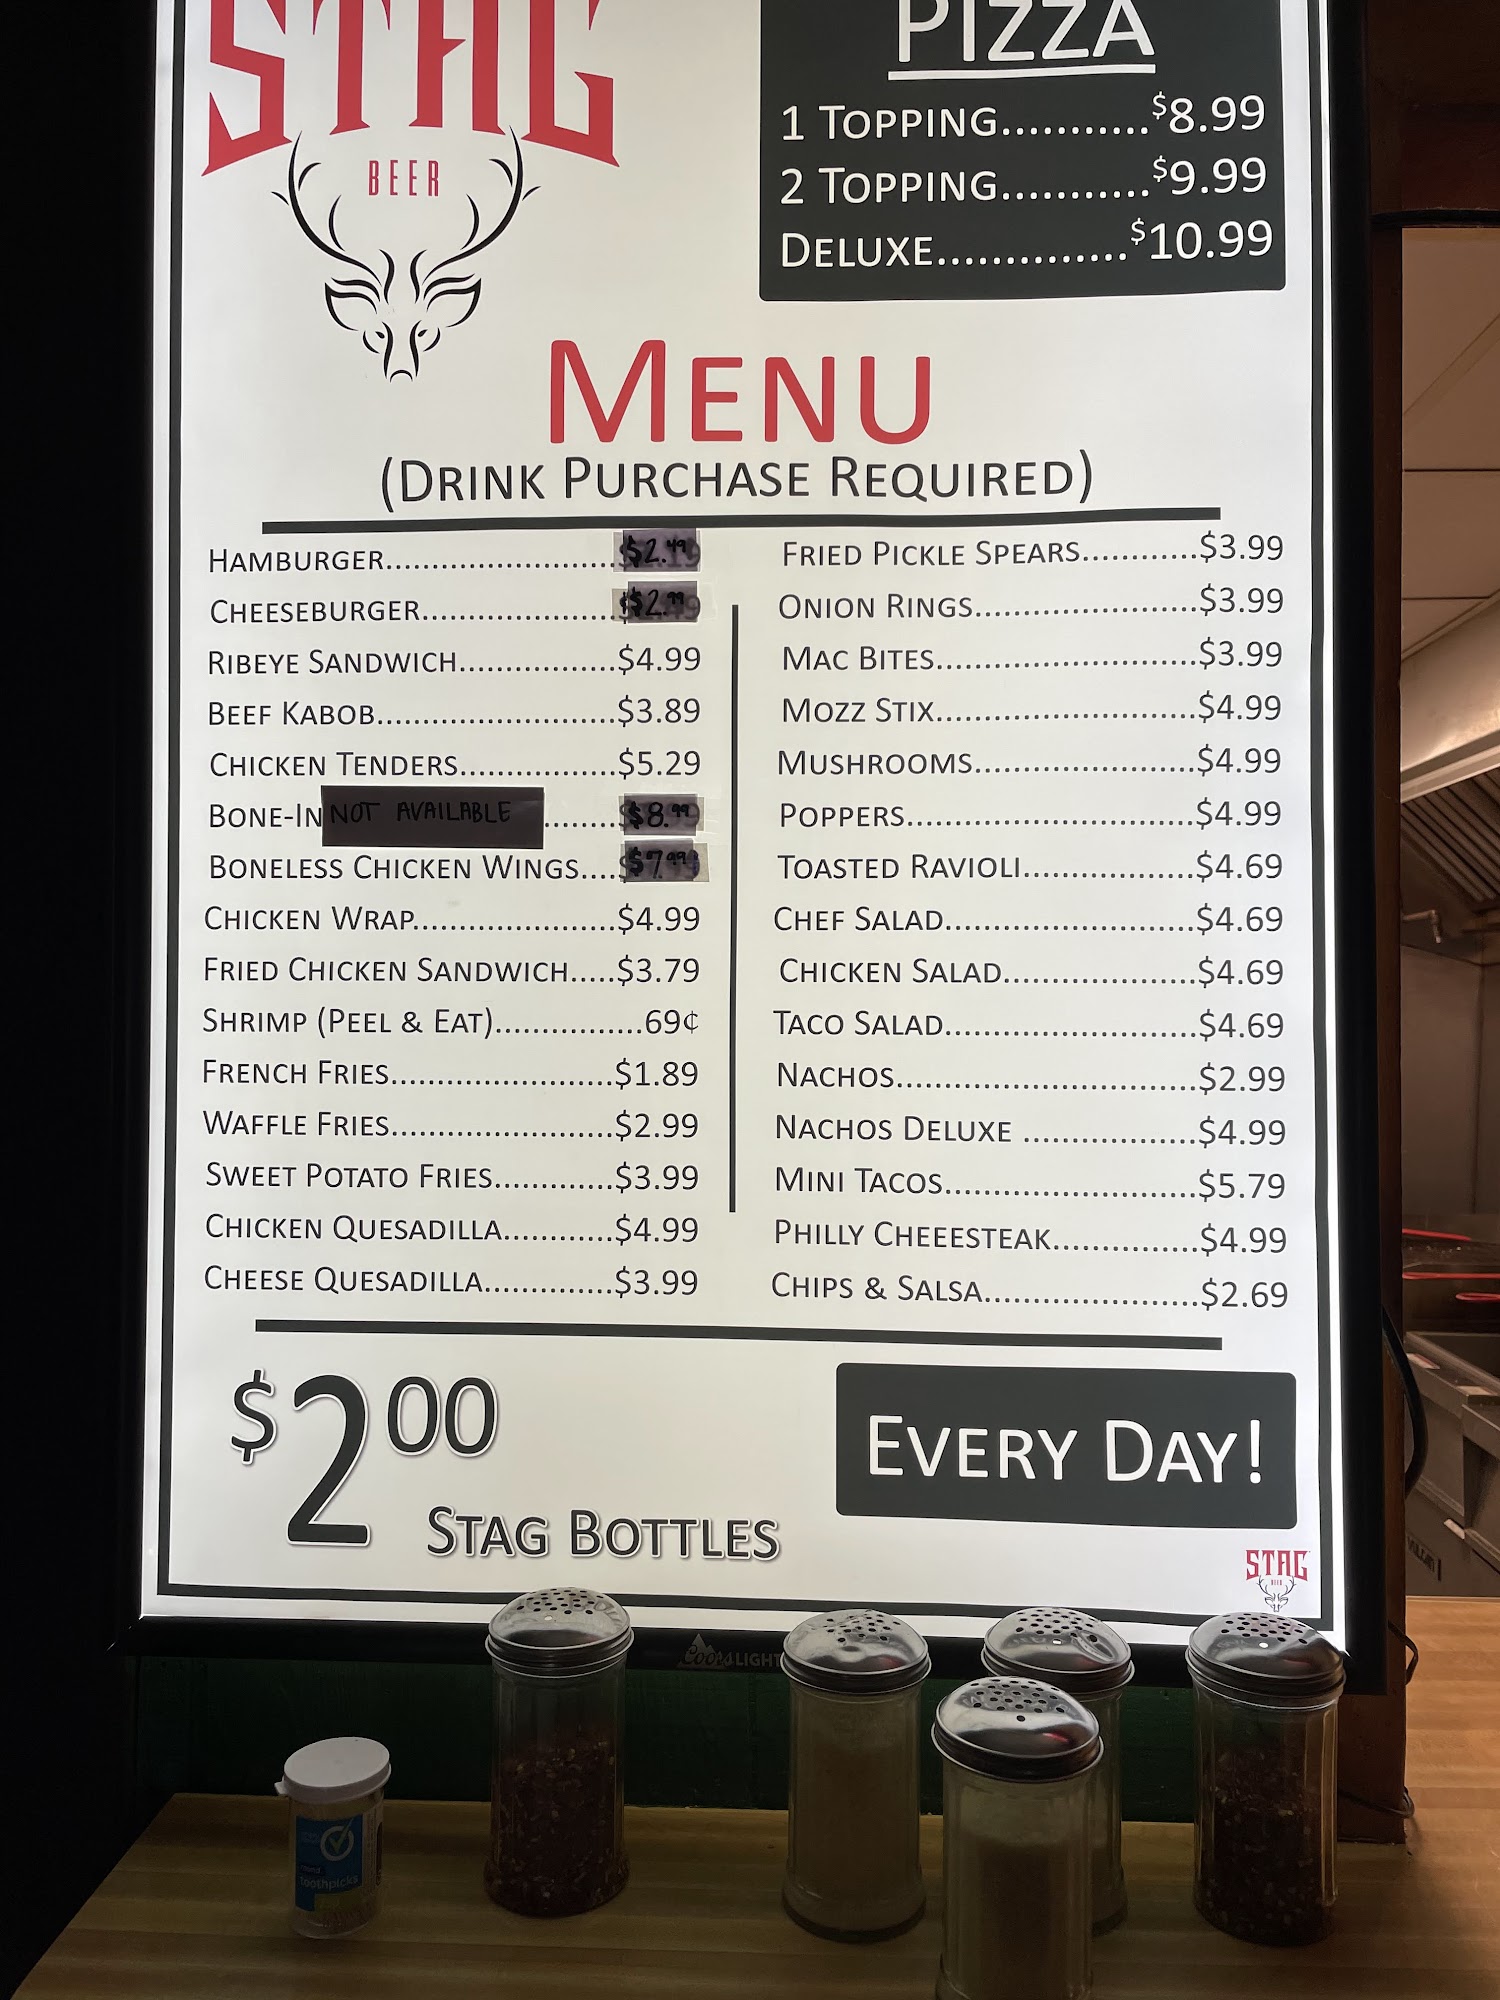 STAG
BEER
PIZZA
1 TOPPING...........$8.99
2 TOPPING...........$9.99
DELUXE..............$10.99
MENU
(DRINK PURCHASE REQUIRED)
HAMBURGER.......................$2.49
CHEESEBURGER....................$2.99
RIBEYE SANDWICH................$4.99
BEEF KABOB........................$3.89
CHICKEN TENDERS................$5.29
BONE-IN NOT AVAILABLE ........$8.99
BONELESS CHICKEN WINGS....$7.99
CHICKEN WRAP....................$4.99
FRIED CHICKEN SANDWICH.....$3.79
SHRIMP (PEEL & EAT)...............69¢
FRENCH FRIES.......................$1.89
WAFFLE FRIES.......................$2.99
SWEET POTATO FRIES............$3.99
CHICKEN QUESADILLA...........$4.99
CHEESE QUESADILLA.............$3.99
FRIED PICKLE SPEARS............$3.99
ONION RINGS.......................$3.99
MAC BITES...........................$3.99
MOZZ STIX...........................$4.99
MUSHROOMS.......................$4.99
POPPERS..............................$4.99
TOASTED RAVIOLI..................$4.69
CHEF SALAD..........................$4.69
CHICKEN SALAD....................$4.69
TACO SALAD..........................$4.69
NACHOS...............................$2.99
NACHOS DELUXE ..................$4.99
MINI TACOS..........................$5.79
PHILLY CHEEESTEAK...............$4.99
CHIPS & SALSA......................$2.69
$2.00
STAG BOTTLES
EVERY DAY!
STAG
BEER
Coors LIGHT
round
toothpicks